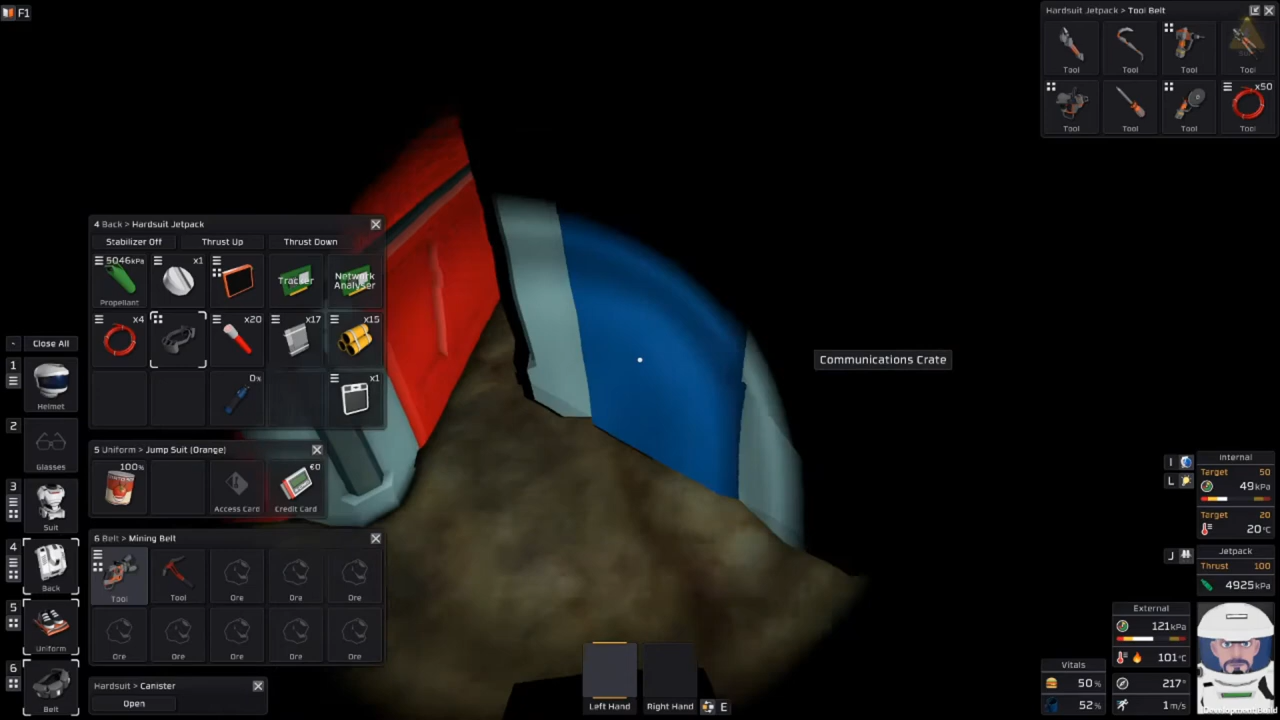 F1
Hardsuit Jetpack > Tool Belt
Tool Tool Tool Tool
x50
Tool Tool Tool Tool
4 Back > Hardsuit Jetpack
Stabilizer Off Thrust Up Thrust Down
5046kPa x1
Tracker Network Analyser
Propellant
x4 x20 x17 x15
0% x1
Communications Crate
- Close All
1 Helmet
2 Glasses
3 Suit
4 Back
5 Uniform
6 Belt
5 Uniform > Jump Suit (Orange)
100% €0
Access Card Credit Card
6 Belt > Mining Belt
Tool Tool Ore Ore Ore
Ore Ore Ore Ore Ore
Hardsuit > Canister
Open
Left Hand Right Hand E
I L
Internal
Target 50
49kPa
Target 20
20°C
J
Jetpack
Thrust 100
4925kPa
External
121kPa
101°C
217°
1m/s
Vitals
50 %
52 %
Development Build